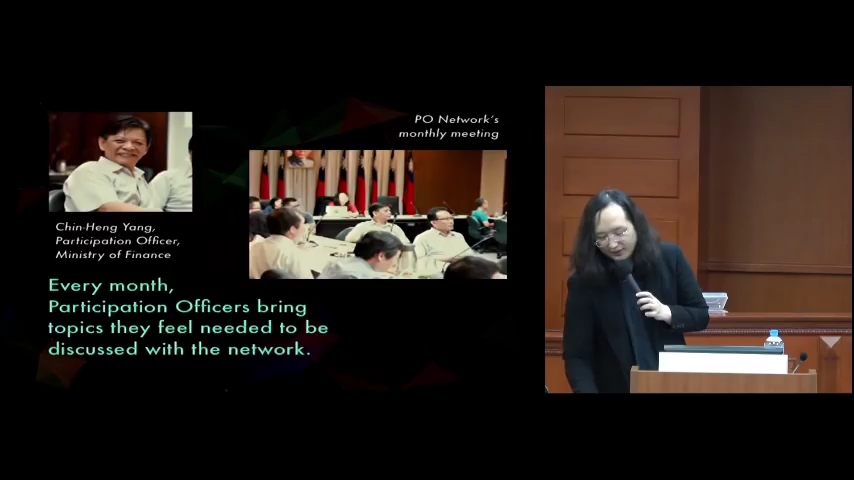 PO Network's
monthly meeting
Chin-Heng Yang,
Participation Officer,
Ministry of Finance
Every month,
Participation Officers bring
topics they feel needed to be
discussed with the network.